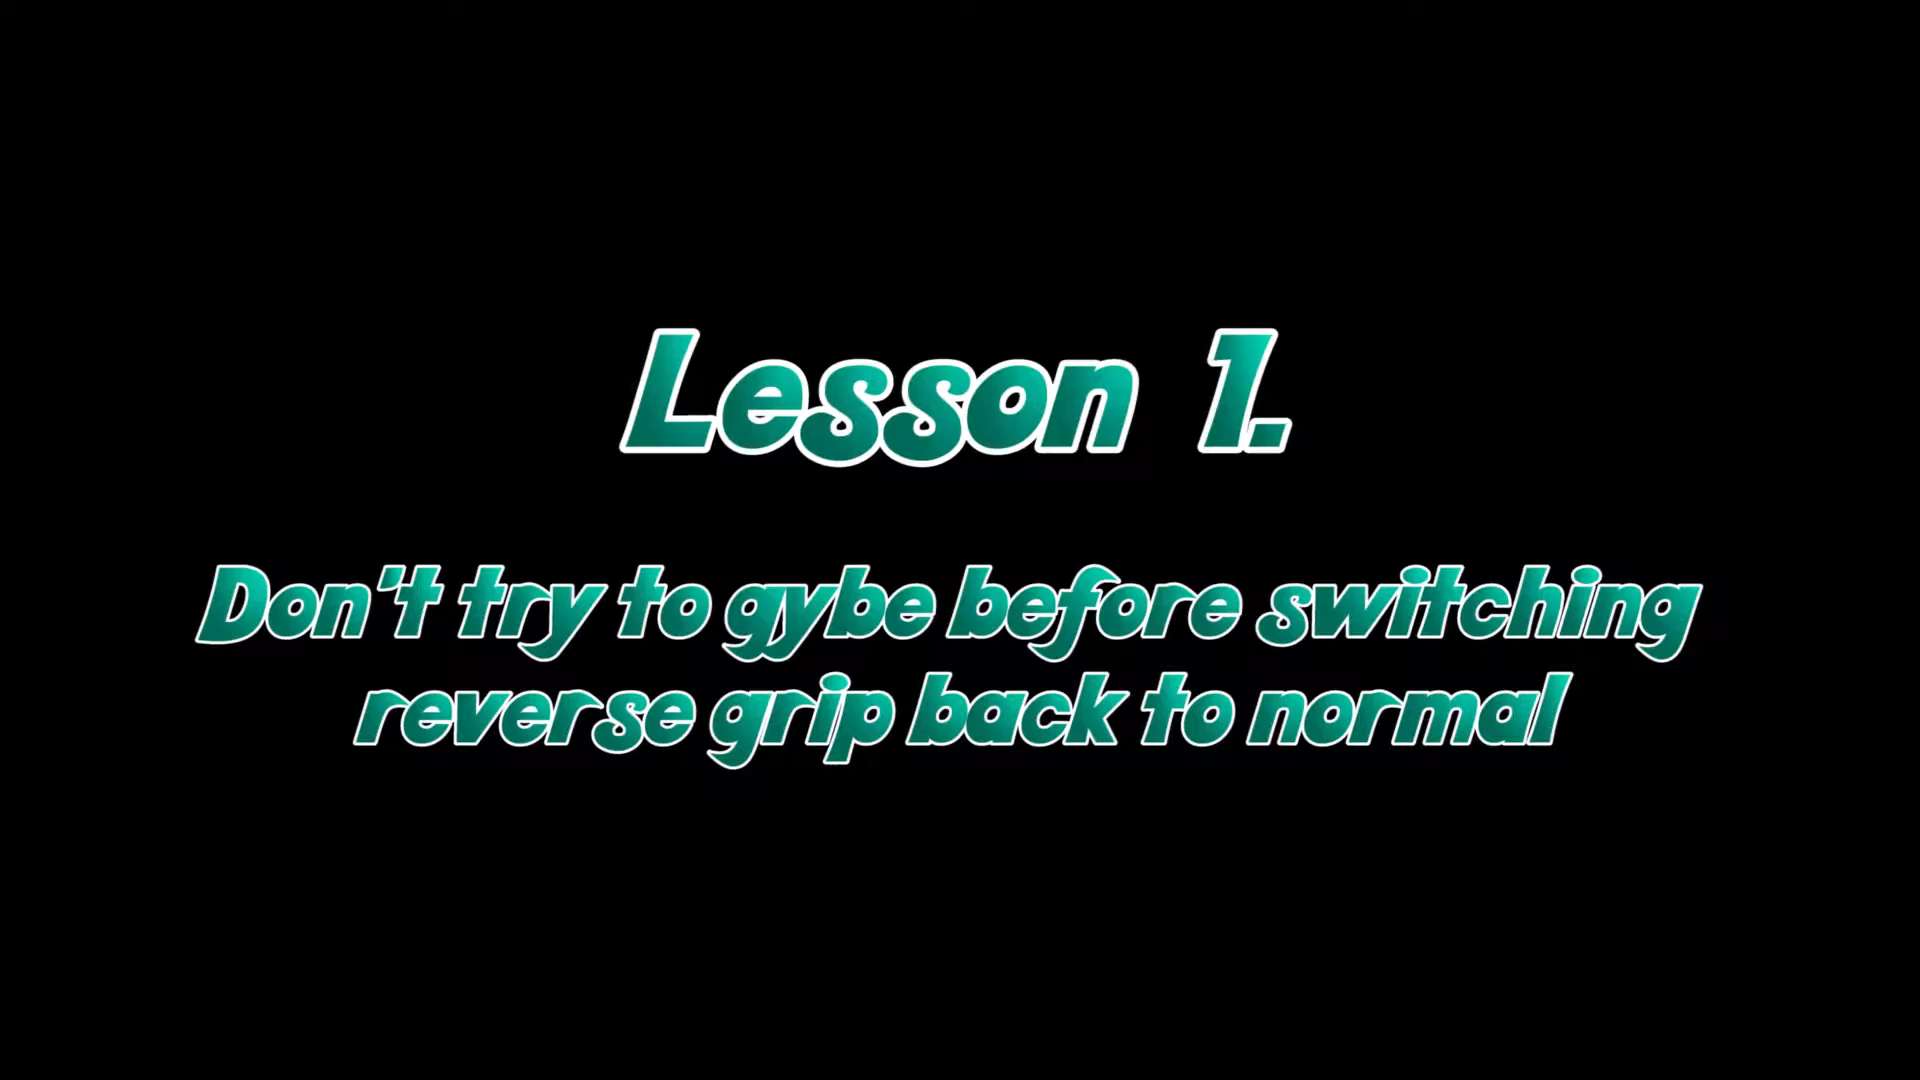 Lesson 1.
Don't try to gybe before switching
reverse grip back to normal